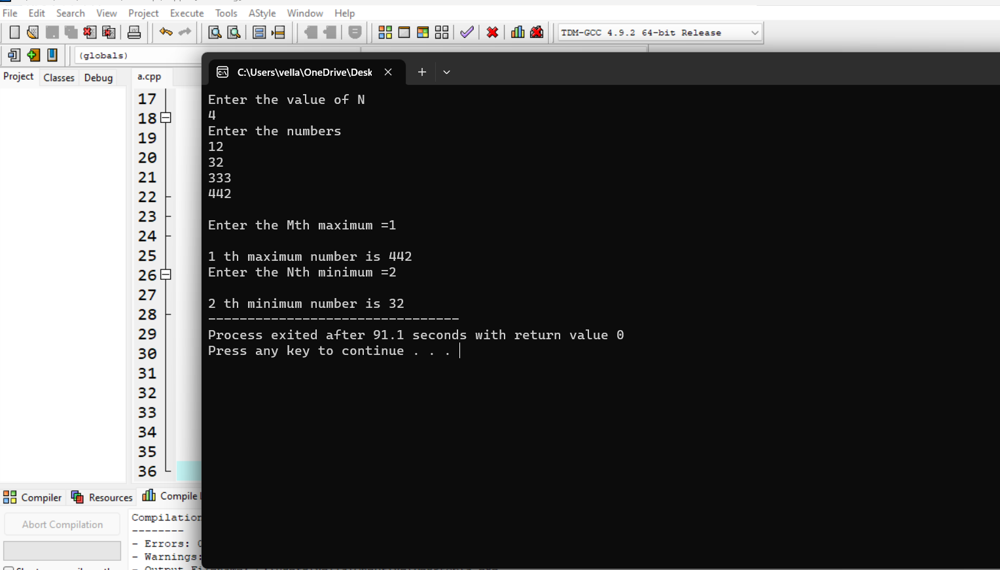 File Edit Search View Project Execute Tools AStyle Window Help
TDM-GCC 4.9.2 64-bit Release
(globals)
Project Classes Debug
a.cpp
17
18
19
20
21
22
23
24
25
26
27
28
29
30
31
32
33
34
35
36
C:\Users\vella\OneDrive\Desk
Enter the value of N
4
Enter the numbers
12
32
333
442
Enter the Mth maximum =1
1 th maximum number is 442
Enter the Nth minimum =2
2 th minimum number is 32
--------------------------------
Process exited after 91.1 seconds with return value 0
Press any key to continue . . .
Compiler Resources Compile
Abort Compilation
Compilation
--------
- Errors: 0
- Warnings: